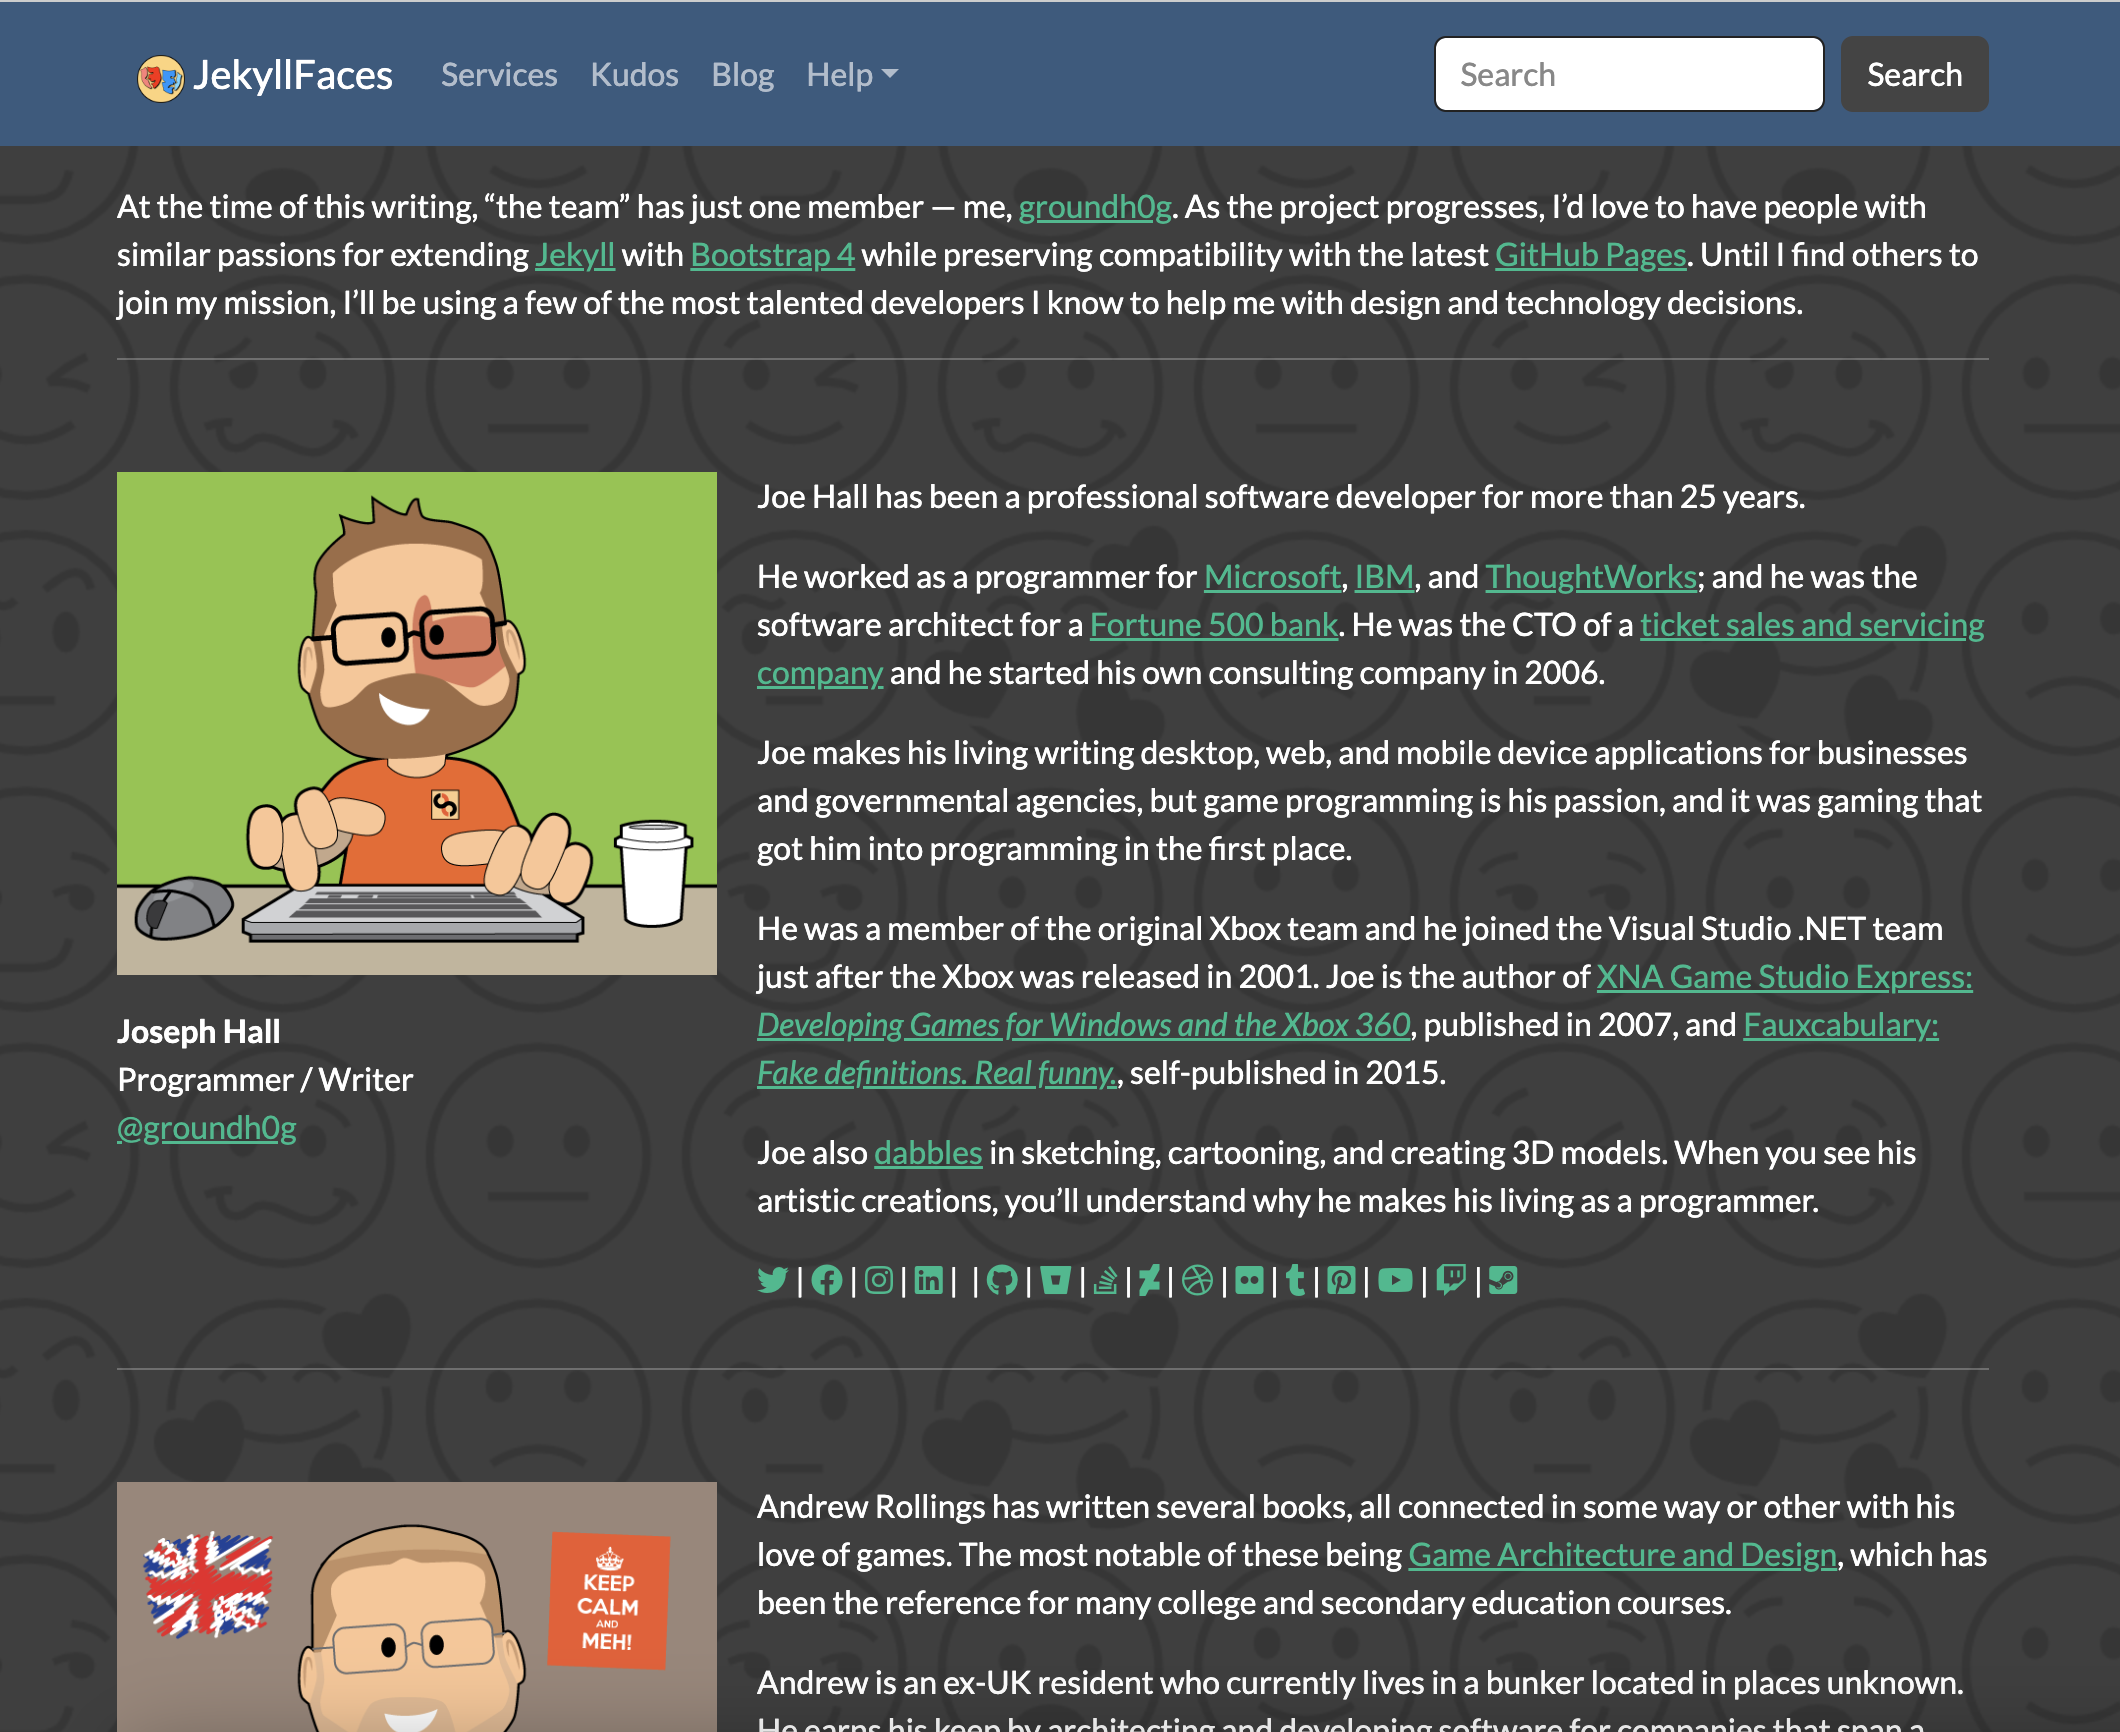 JekyllFaces Services Kudos Blog Help Search Search
At the time of this writing, “the team” has just one member — me, groundh0g. As the project progresses, I’d love to have people with
similar passions for extending Jekyll with Bootstrap 4 while preserving compatibility with the latest GitHub Pages. Until I find others to
join my mission, I’ll be using a few of the most talented developers I know to help me with design and technology decisions.
Joseph Hall
Programmer / Writer
@groundh0g
Joe Hall has been a professional software developer for more than 25 years.
He worked as a programmer for Microsoft, IBM, and ThoughtWorks; and he was the
software architect for a Fortune 500 bank. He was the CTO of a ticket sales and servicing
company and he started his own consulting company in 2006.
Joe makes his living writing desktop, web, and mobile device applications for businesses
and governmental agencies, but game programming is his passion, and it was gaming that
got him into programming in the first place.
He was a member of the original Xbox team and he joined the Visual Studio .NET team
just after the Xbox was released in 2001. Joe is the author of XNA Game Studio Express:
Developing Games for Windows and the Xbox 360, published in 2007, and Fauxcabulary:
Fake definitions. Real funny., self-published in 2015.
Joe also dabbles in sketching, cartooning, and creating 3D models. When you see his
artistic creations, you’ll understand why he makes his living as a programmer.
KEEP
CALM
AND
MEH!
Andrew Rollings has written several books, all connected in some way or other with his
love of games. The most notable of these being Game Architecture and Design, which has
been the reference for many college and secondary education courses.
Andrew is an ex-UK resident who currently lives in a bunker located in places unknown.
He earns his keep by architecting and developing software for companies that span a